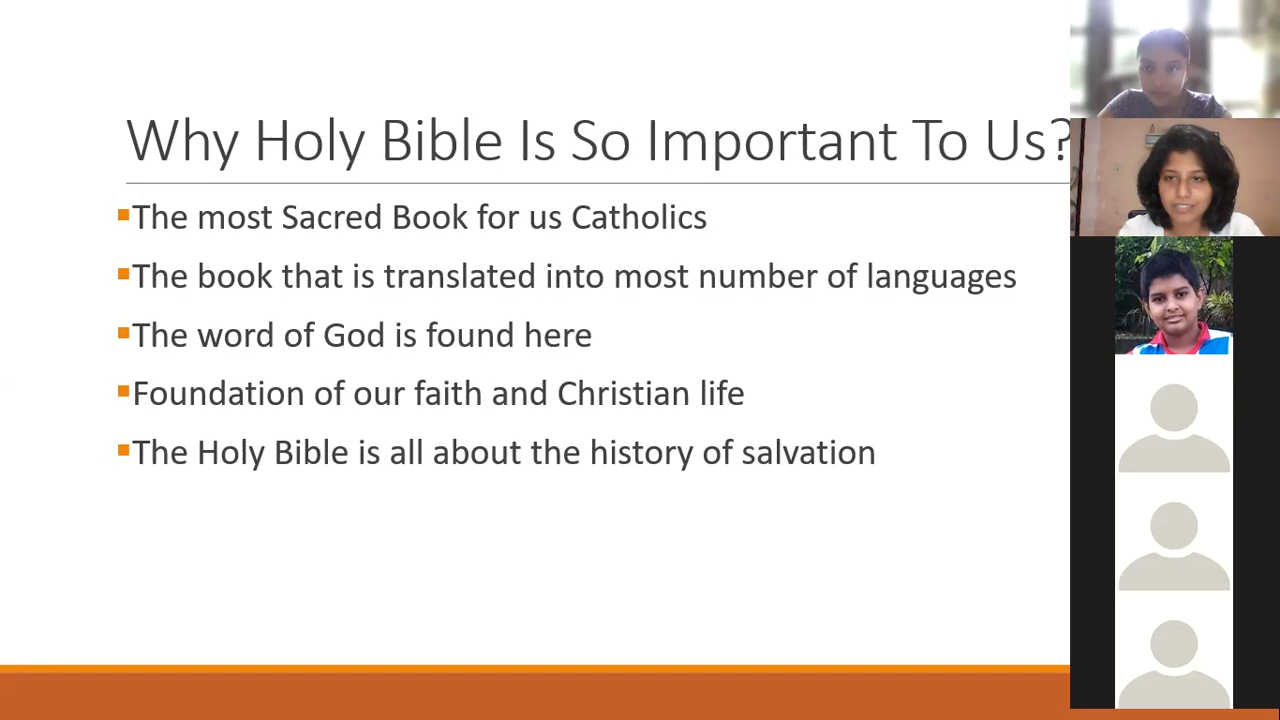 Why Holy Bible Is So Important To Us?
The most Sacred Book for us Catholics
The book that is translated into most number of languages
The word of God is found here
Foundation of our faith and Christian life
The Holy Bible is all about the history of salvation